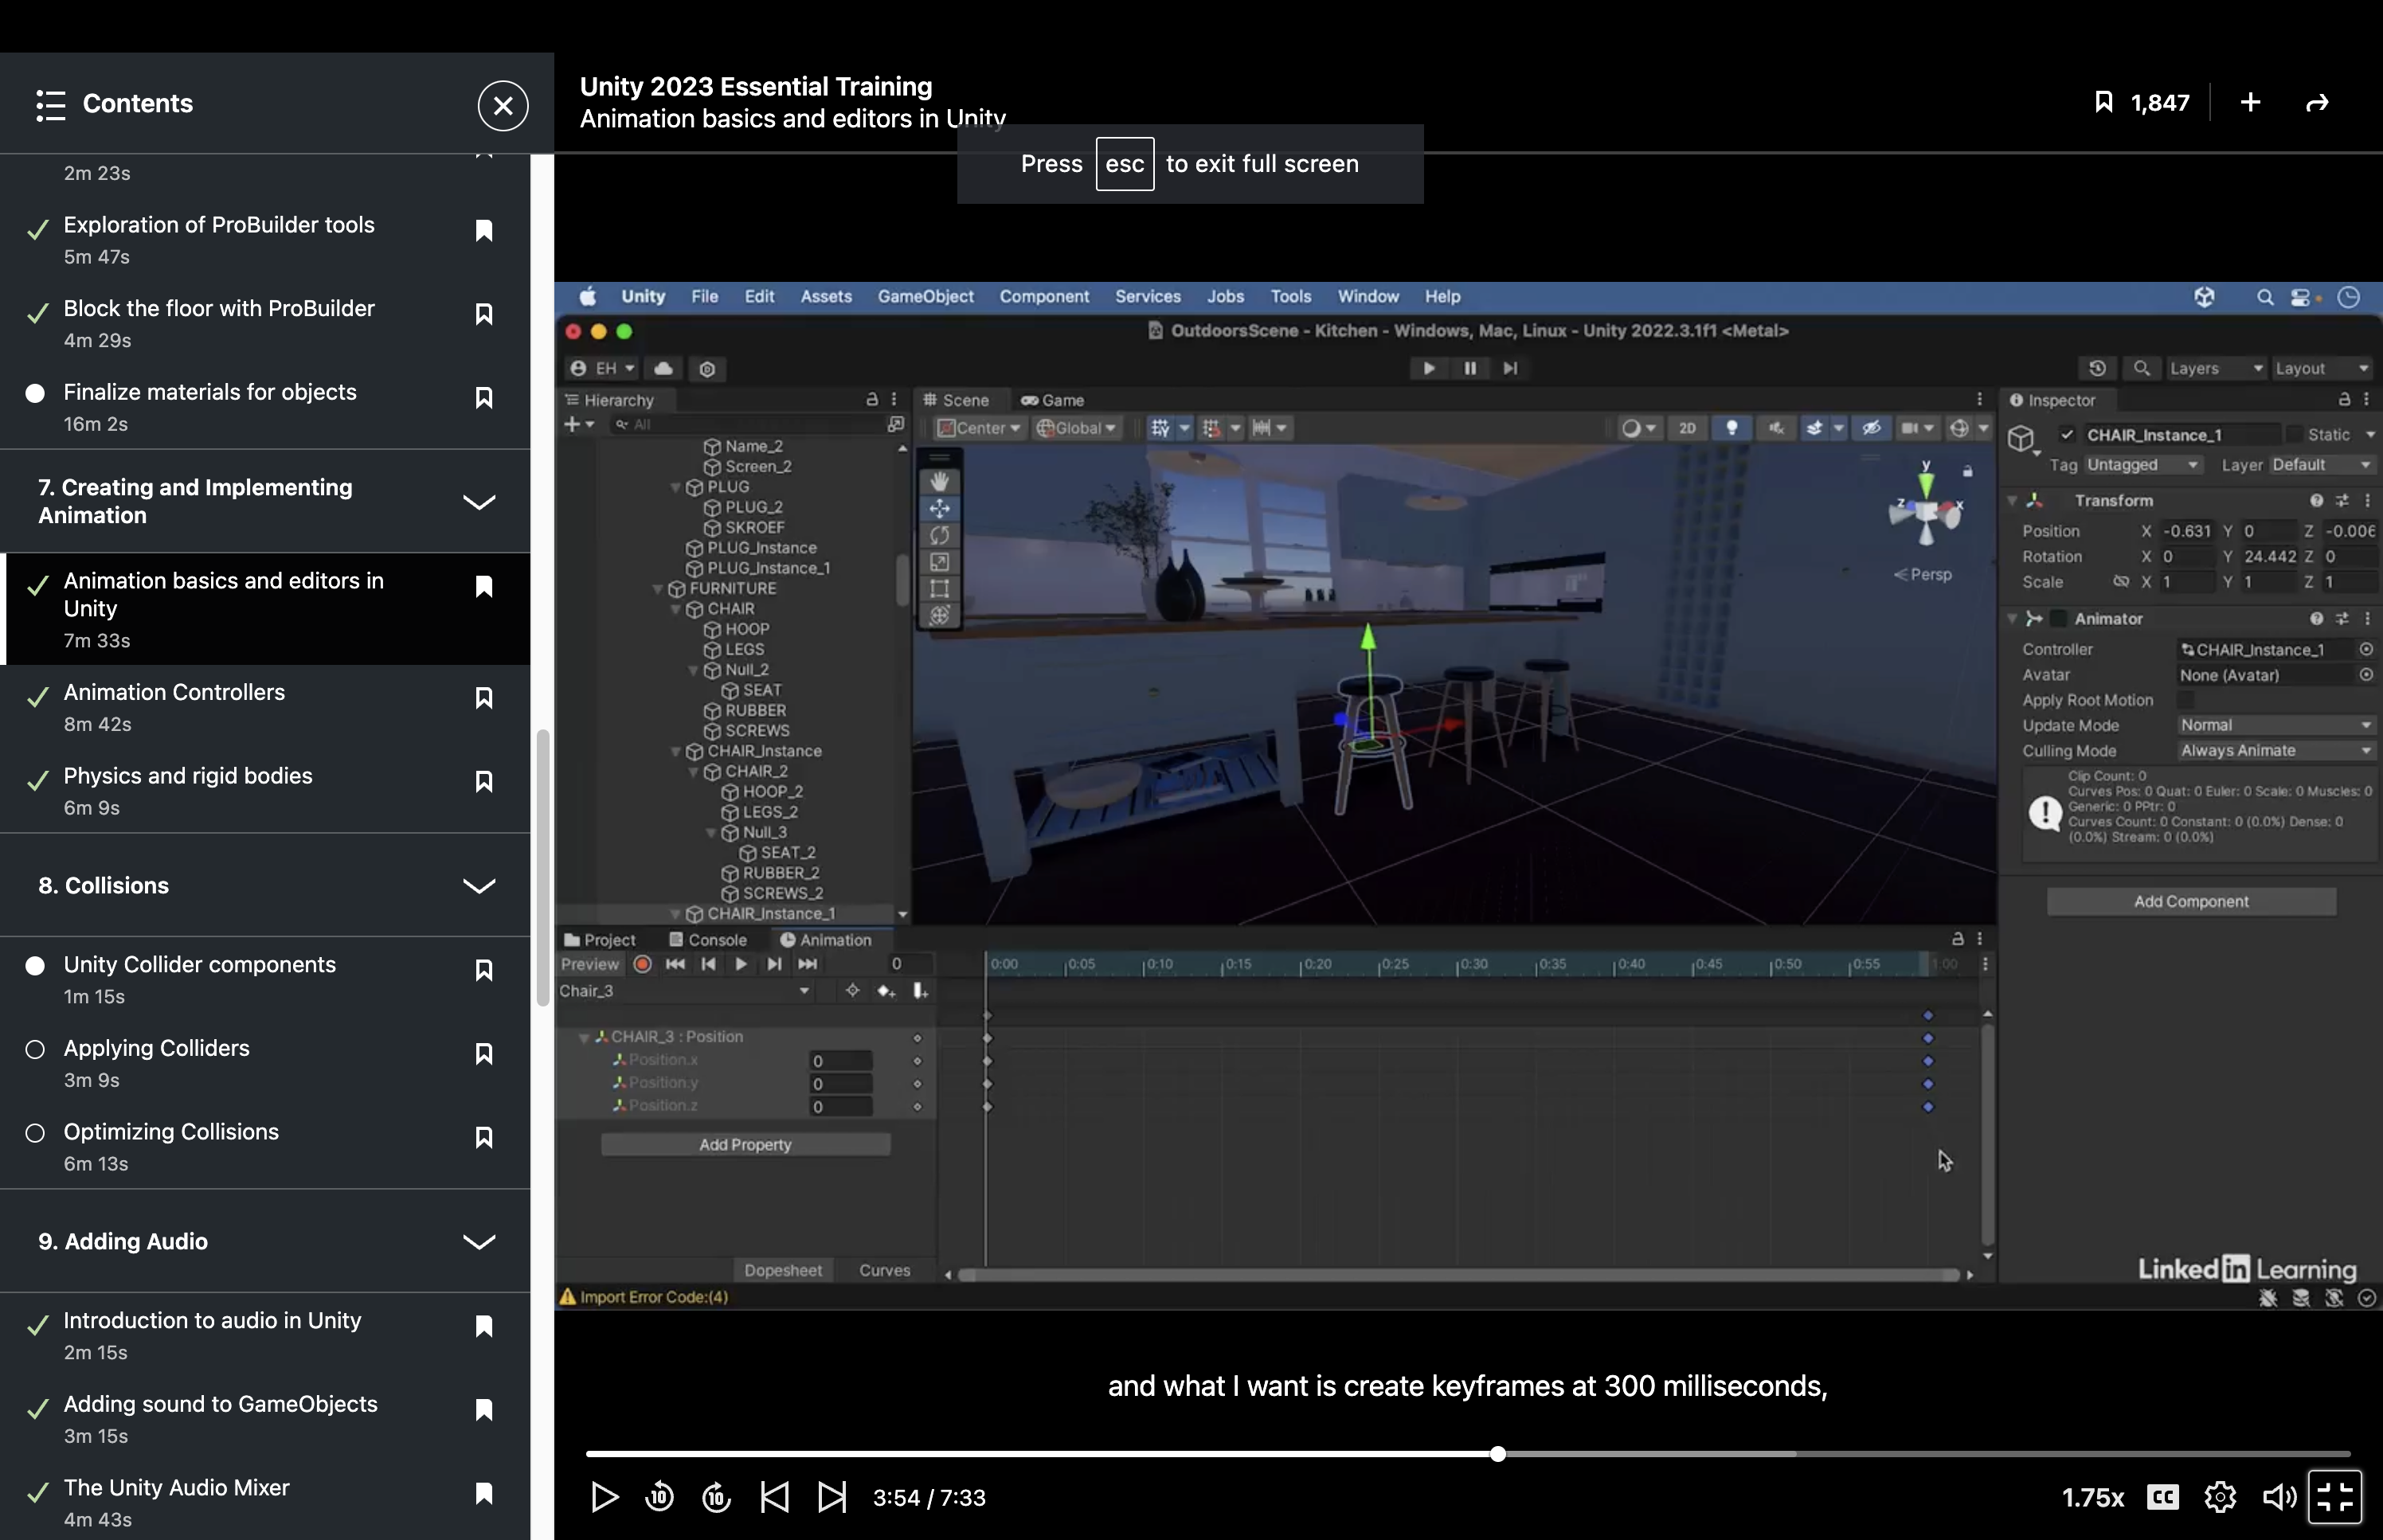 Contents
2m 23s
Exploration of ProBuilder tools
5m 47s
Block the floor with ProBuilder
4m 29s
Finalize materials for objects
16m 2s
7. Creating and Implementing
Animation
Animation basics and editors in
Unity
7m 33s
Animation Controllers
8m 42s
Physics and rigid bodies
6m 9s
8. Collisions
Unity Collider components
1m 15s
Applying Colliders
3m 9s
Optimizing Collisions
6m 13s
9. Adding Audio
Introduction to audio in Unity
2m 15s
Adding sound to GameObjects
3m 15s
The Unity Audio Mixer
4m 43s
Unity 2023 Essential Training
Animation basics and editors in Unity
1,847
Press esc to exit full screen
Unity File Edit Assets GameObject Component Services Jobs Tools Window Help
OutdoorsScene - Kitchen - Windows, Mac, Linux - Unity 2022.3.1f1 <Metal>
EH
Layers Layout
Hierarchy
All
Name_2
Screen_2
PLUG
PLUG_2
SKROEF
PLUG_Instance
PLUG_Instance_1
FURNITURE
CHAIR
HOOP
LEGS
Null_2
SEAT
RUBBER
SCREWS
CHAIR_Instance
CHAIR_2
HOOP_2
LEGS_2
Null_3
SEAT_2
RUBBER_2
SCREWS_2
CHAIR_Instance_1
Scene Game
Center Global 2D
y
z x
Persp
Inspector
CHAIR_Instance_1 Static
Tag Untagged Layer Default
Transform
Position X -0.631 Y 0 Z -0.006
Rotation X 0 Y 24.442 Z 0
Scale X 1 Y 1 Z 1
Animator
Controller CHAIR_Instance_1
Avatar None (Avatar)
Apply Root Motion
Update Mode Normal
Culling Mode Always Animate
Clip Count: 0
Curves Pos: 0 Quat: 0 Euler: 0 Scale: 0 Muscles: 0
Generic: 0 PPtr: 0
Curves Count: 0 Constant: 0 (0.0%) Dense: 0
(0.0%) Stream: 0 (0.0%)
Add Component
Project Console Animation
Preview 0
0:00 0:05 0:10 0:15 0:20 0:25 0:30 0:35 0:40 0:45 0:50 0:55 1:00
Chair_3
CHAIR_3 : Position
Position.x 0
Position.y 0
Position.z 0
Add Property
Dopesheet Curves
Import Error Code:(4)
Linked in Learning
and what I want is create keyframes at 300 milliseconds,
10 10 3:54 / 7:33
1.75x CC